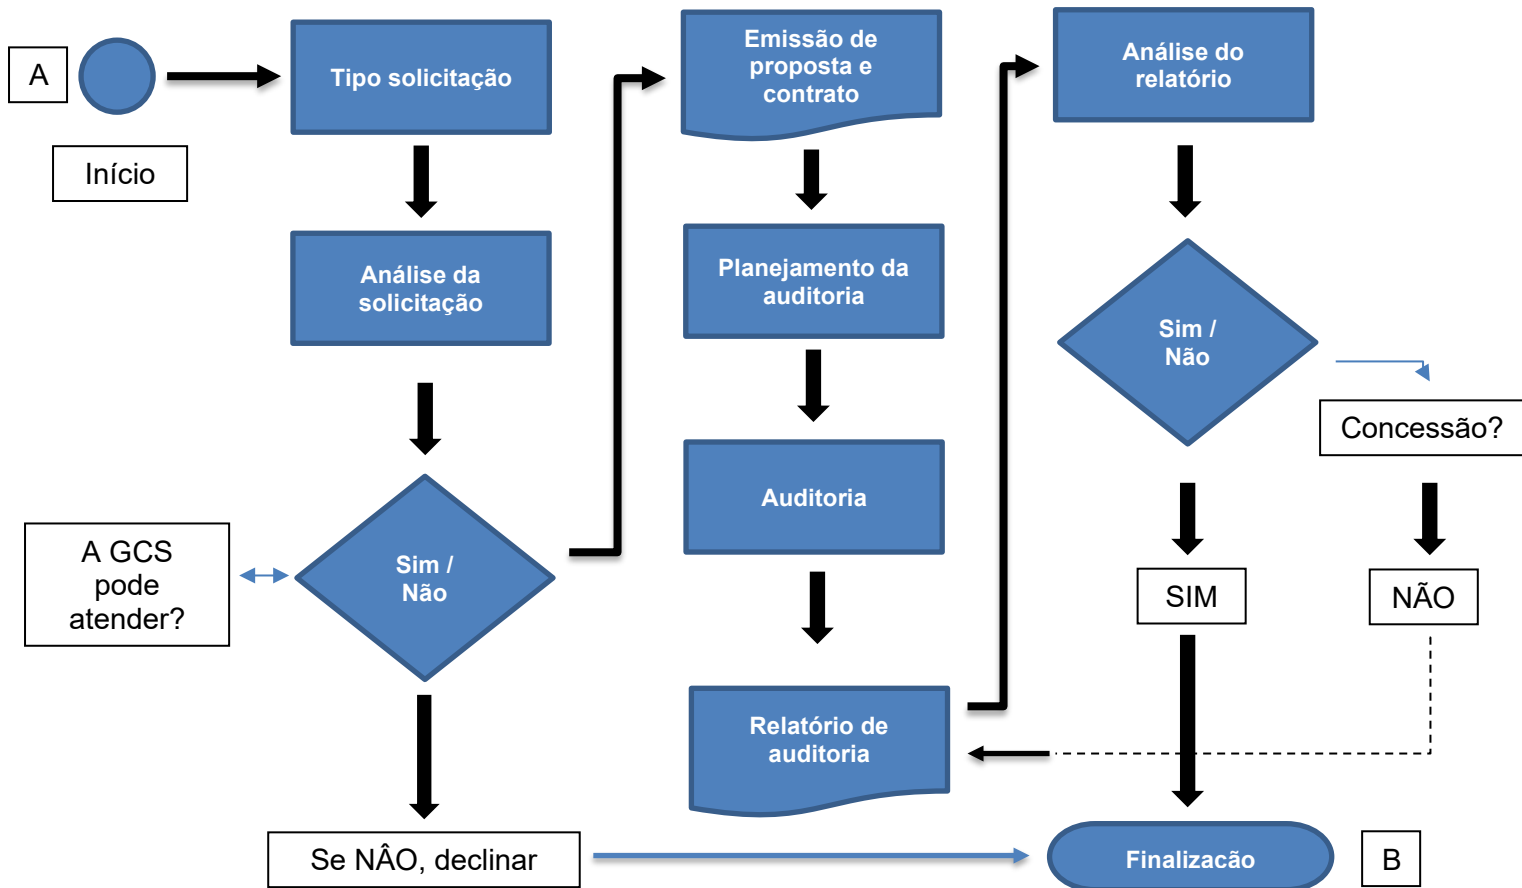 A
Início
Tipo solicitação
Análise da
solicitação
Sim /
Não
A GCS
pode
atender?
Se NÂO, declinar
Emissão de
proposta e
contrato
Planejamento da
auditoria
Auditoria
Relatório de
auditoria
Análise do
relatório
Sim /
Não
Concessão?
SIM
NÃO
Finalizacão
B